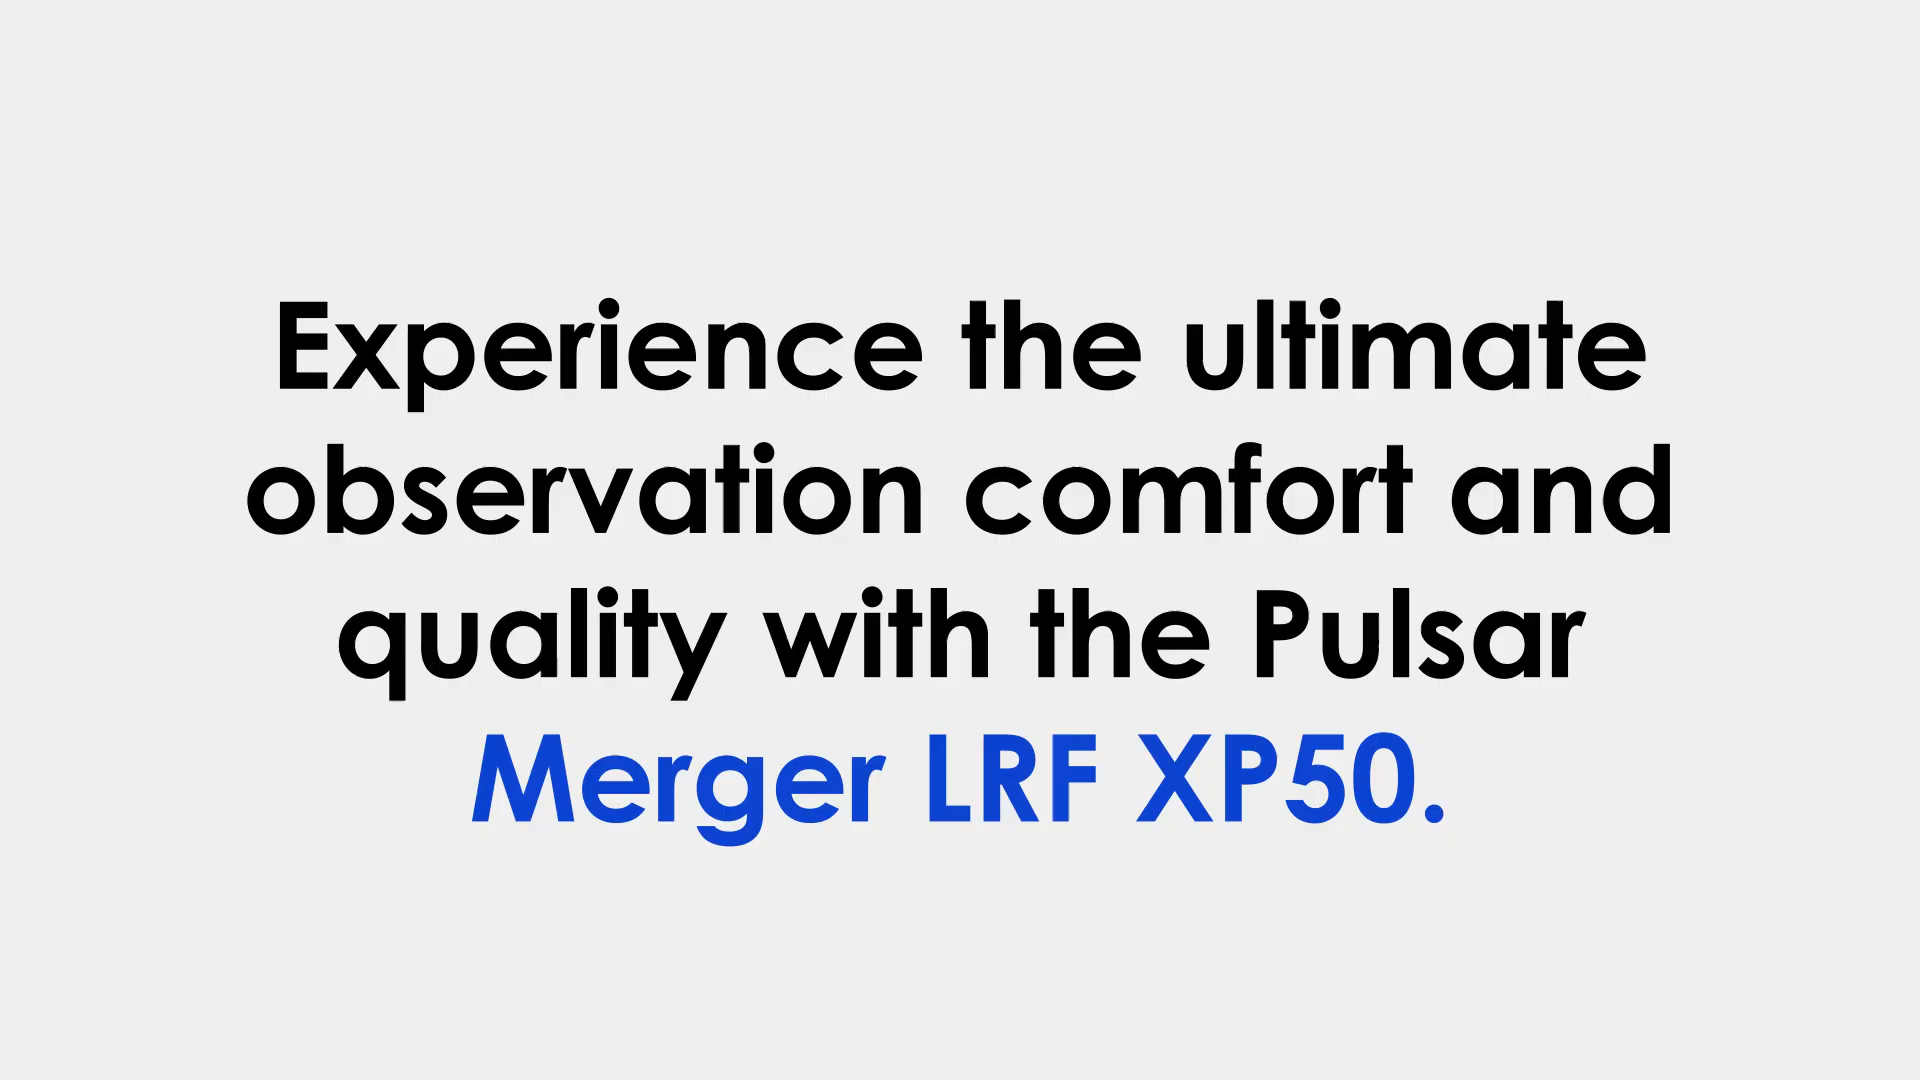 Experience the ultimate
observation comfort and
quality with the Pulsar
Merger LRF XP50.